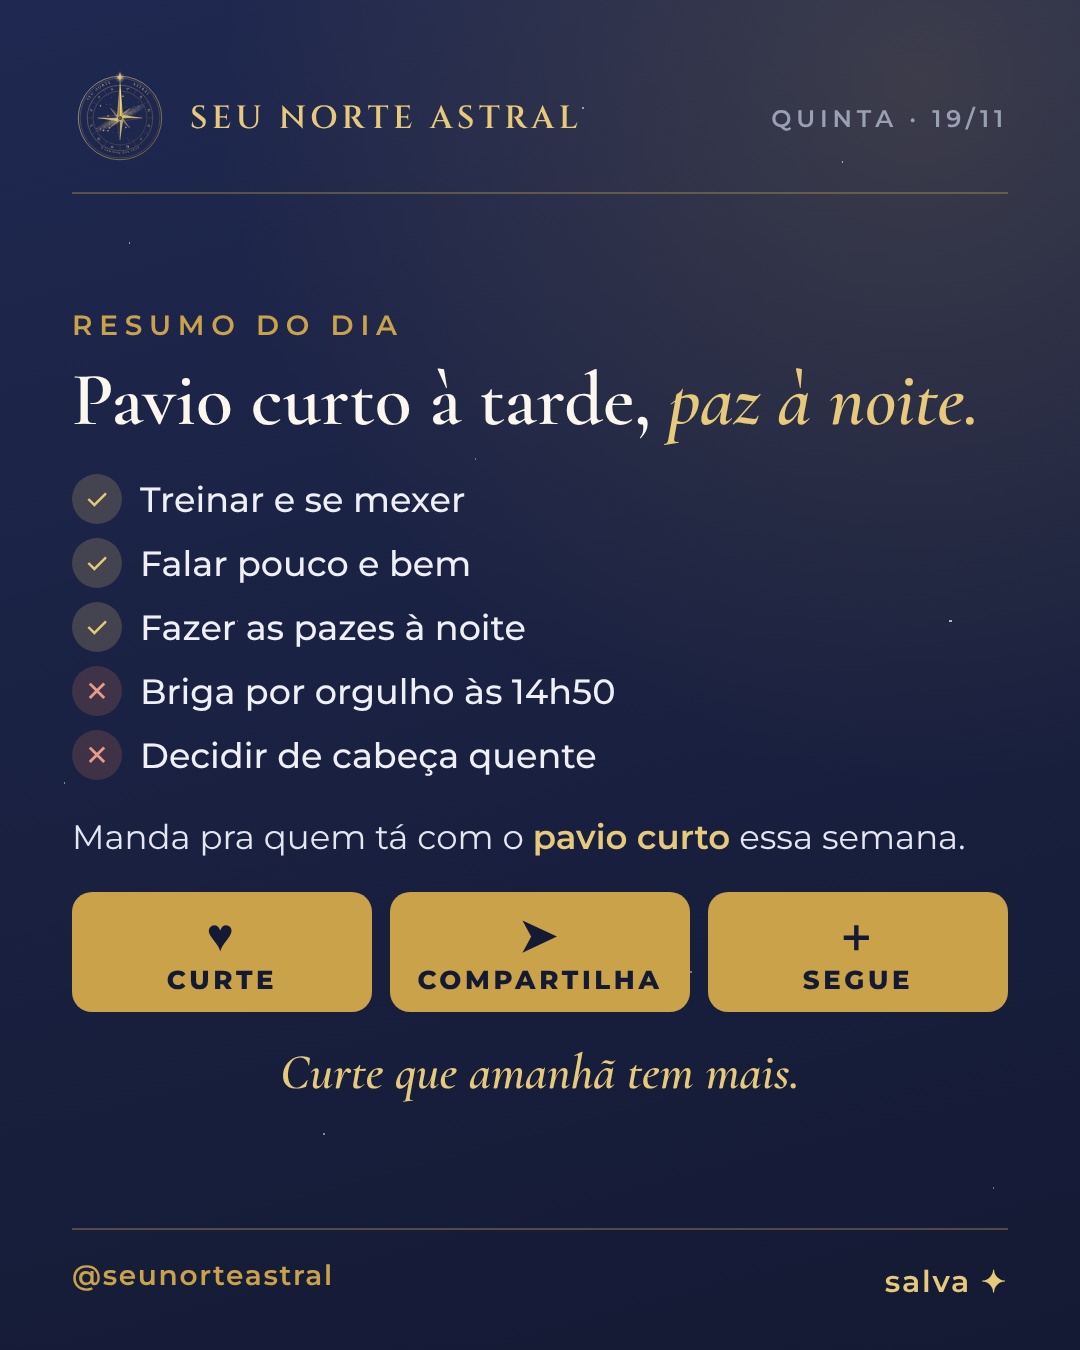 SEU NORTE ASTRAL
QUINTA · 19/11
RESUMO DO DIA
Pavio curto à tarde, paz à noite.
✓ Treinar e se mexer
✓ Falar pouco e bem
✓ Fazer as pazes à noite
✕ Briga por orgulho às 14h50
✕ Decidir de cabeça quente
Manda pra quem tá com o pavio curto essa semana.
♥
CURTE
➤
COMPARTILHA
+
SEGUE
Curte que amanhã tem mais.
@seunorteastral
salva ✦